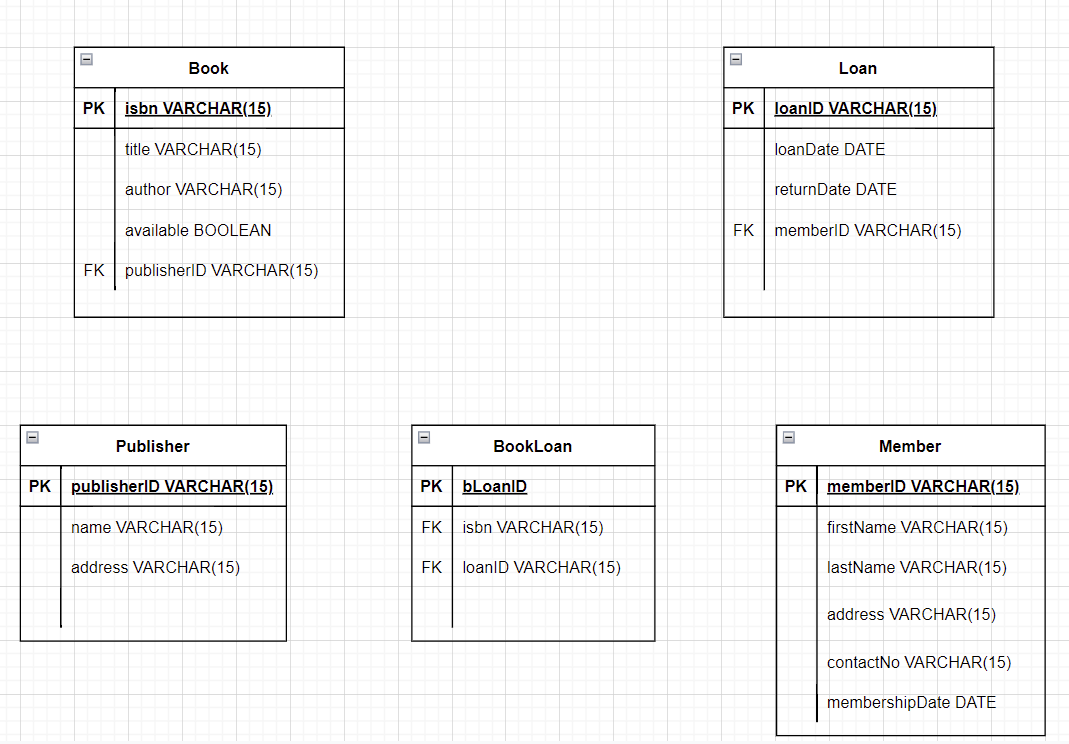 Book
PK isbn VARCHAR(15)
title VARCHAR(15)
author VARCHAR(15)
available BOOLEAN
FK publisherID VARCHAR(15)
Loan
PK loanID VARCHAR(15)
loanDate DATE
returnDate DATE
FK memberID VARCHAR(15)
Publisher
PK publisherID VARCHAR(15)
name VARCHAR(15)
address VARCHAR(15)
BookLoan
PK bLoanID
FK isbn VARCHAR(15)
FK loanID VARCHAR(15)
Member
PK memberID VARCHAR(15)
firstName VARCHAR(15)
lastName VARCHAR(15)
address VARCHAR(15)
contactNo VARCHAR(15)
membershipDate DATE